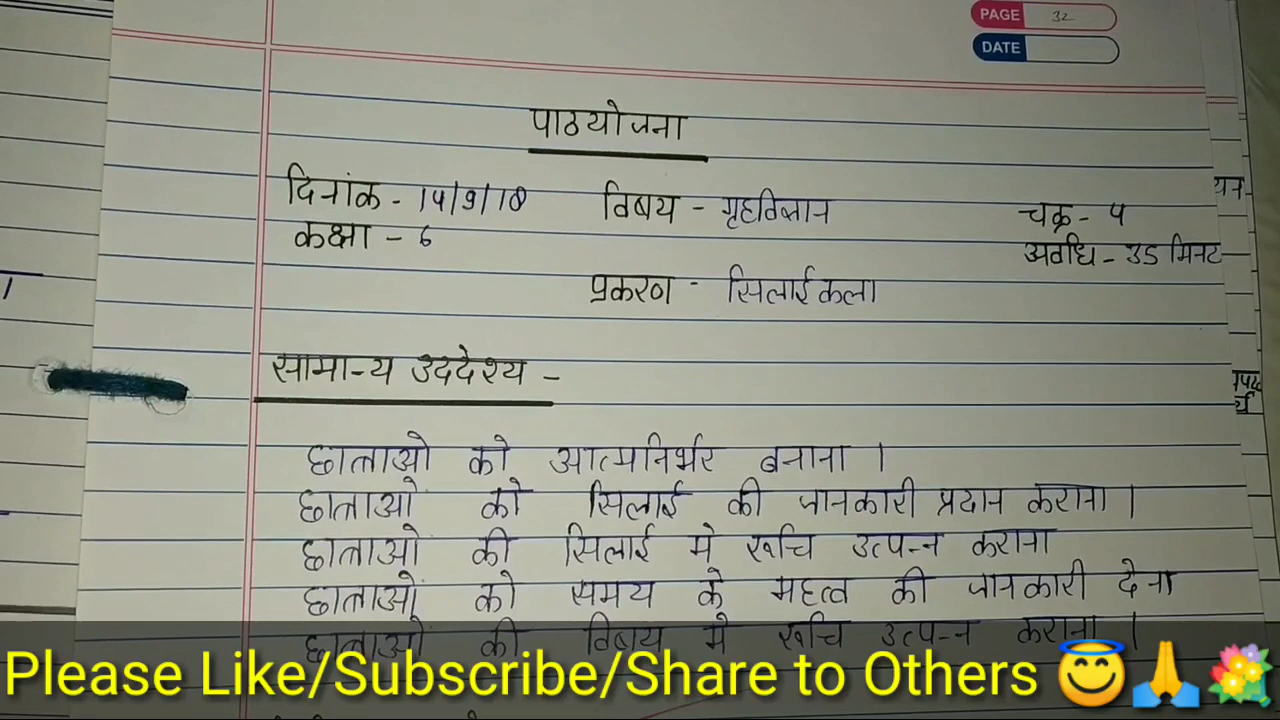 PAGE 32
DATE
पाठयोजना
दिनांक - 14/9/18 विषय - गृहविज्ञान चक्र - 4
कक्षा - 6 अवधि - 35 मिनट
प्रकरण - सिलाई कला
सामान्य उददेश्य -
छात्राओ को आत्मनिर्भर बनाना ।
छात्राओं को सिलाई की जानकारी प्रदान कराना ।
छात्राओ की सिलाई मे रूचि उत्पन्न कराना
छात्राओं को समय के महत्व की जानकारी देना
छात्राओं की विषय मे रूचि उत्पन्न कराना ।
Please Like/Subscribe/Share to Others 😇🙏💐